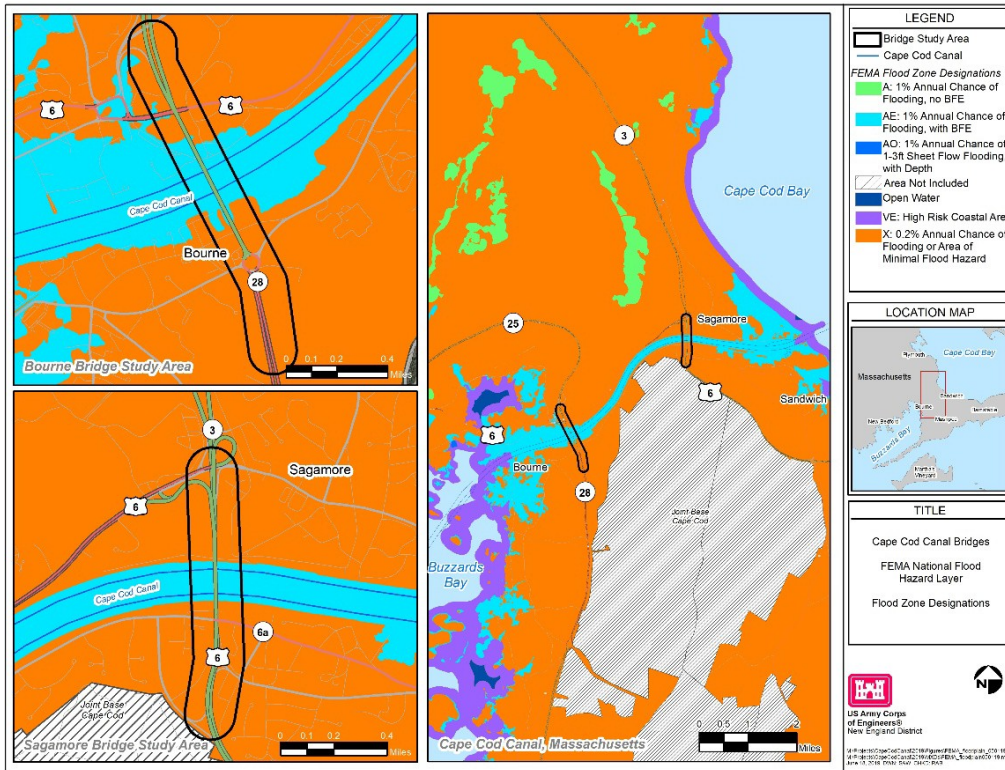 6
6
Cape Cod Canal
Bourne
28
Bourne Bridge Study Area
0 0.2 0.4
Miles
3
Sagamore
6
Cape Cod Canal
6a
6
Joint Base
Cape Cod
Sagamore Bridge Study Area
0 0.2 0.4
Miles
3
Cape Cod Bay
25
Sagamore
6
Sandwich
6
Bourne
28
Joint Base
Cape Cod
Buzzards
Bay
0 1 2
Miles
Cape Cod Canal, Massachusetts
LEGEND
Bridge Study Area
Cape Cod Canal
FEMA Flood Zone Designations
A: 1% Annual Chance of
Flooding, no BFE
AE: 1% Annual Chance of
Flooding, with BFE
AO: 1% Annual Chance of
1-3ft Sheet Flow Flooding,
with Depth
Area Not Included
Open Water
VE: High Risk Coastal Area
X: 0.2% Annual Chance of
Flooding or Area of
Minimal Flood Hazard
LOCATION MAP
Plymouth
Cape Cod Bay
Massachusetts
Sandwich
Bourne
New Bedford
Buzzards Bay
TITLE
Cape Cod Canal Bridges
FEMA National Flood
Hazard Layer
Flood Zone Designations
US Army Corps
of Engineers®
New England District
N